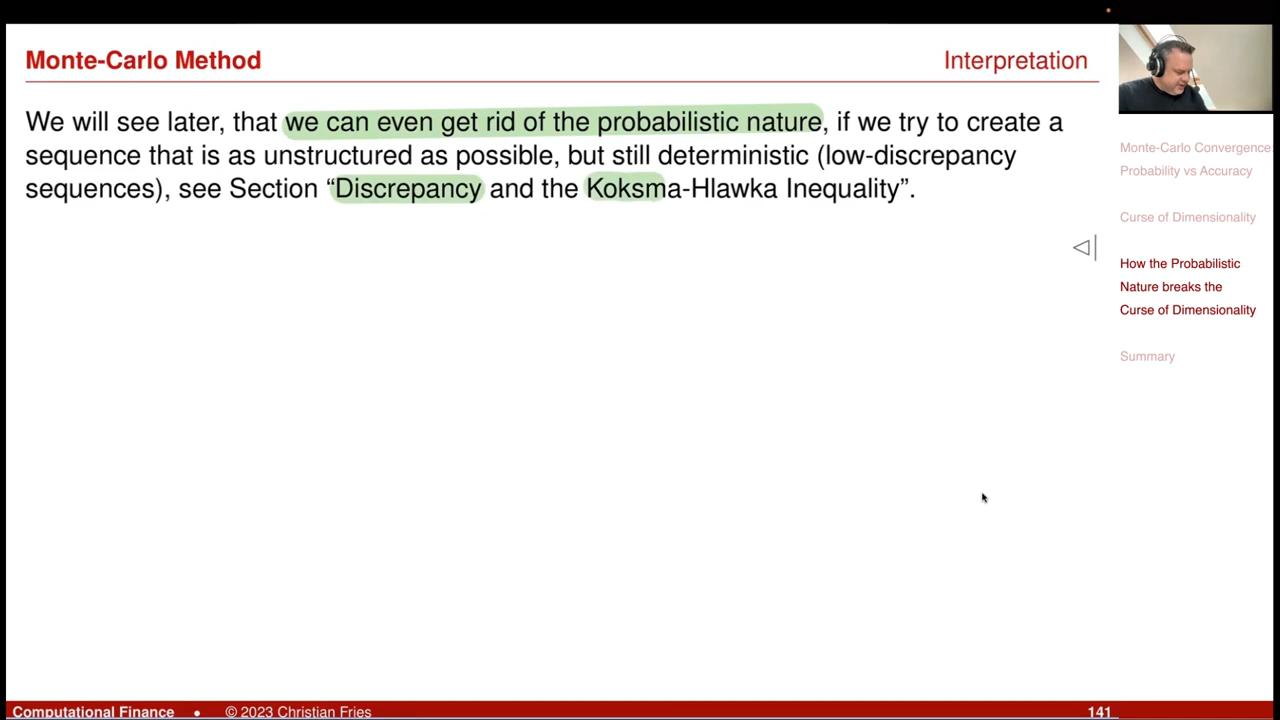 Monte-Carlo Method
Interpretation
We will see later, that we can even get rid of the probabilistic nature, if we try to create a
sequence that is as unstructured as possible, but still deterministic (low-discrepancy
sequences), see Section “Discrepancy and the Koksma-Hlawka Inequality”.
Monte-Carlo Convergence:
Probability vs Accuracy
Curse of Dimensionality
How the Probabilistic
Nature breaks the
Curse of Dimensionality
Summary
Computational Finance • © 2023 Christian Fries
141